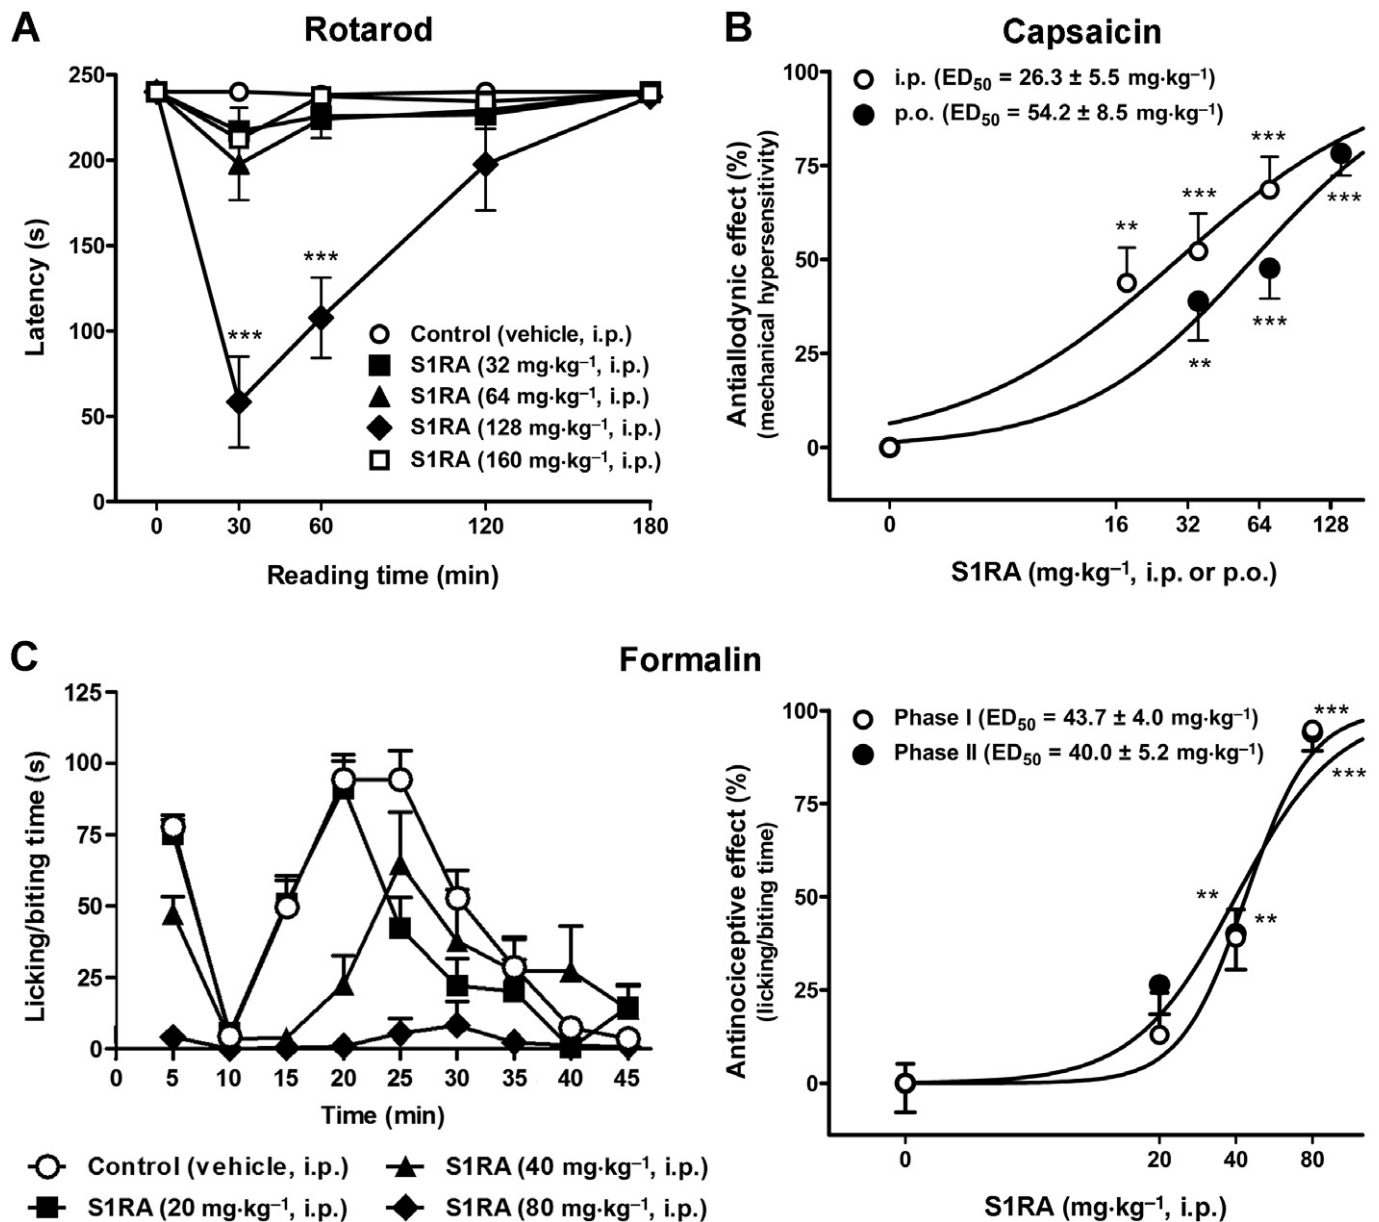 A
Rotarod
250
200
150
100
50
0
Latency (s)
***
***
Control (vehicle, i.p.)
S1RA (32 mg·kg⁻¹, i.p.)
S1RA (64 mg·kg⁻¹, i.p.)
S1RA (128 mg·kg⁻¹, i.p.)
S1RA (160 mg·kg⁻¹, i.p.)
0 30 60 120 180
Reading time (min)
B
Capsaicin
i.p. (ED₅₀ = 26.3 ± 5.5 mg·kg⁻¹)
p.o. (ED₅₀ = 54.2 ± 8.5 mg·kg⁻¹)
100
75
50
25
0
Antiallodynic effect (%)
(mechanical hypersensitivity)
**
***
***
**
***
***
0 16 32 64 128
S1RA (mg·kg⁻¹, i.p. or p.o.)
C
Formalin
125
100
75
50
25
0
Licking/biting time (s)
0 5 10 15 20 25 30 35 40 45
Time (min)
Control (vehicle, i.p.)
S1RA (20 mg·kg⁻¹, i.p.)
S1RA (40 mg·kg⁻¹, i.p.)
S1RA (80 mg·kg⁻¹, i.p.)
Phase I (ED₅₀ = 43.7 ± 4.0 mg·kg⁻¹)
Phase II (ED₅₀ = 40.0 ± 5.2 mg·kg⁻¹)
100
75
50
25
0
Antinociceptive effect (%)
(licking/biting time)
**
**
***
***
0 20 40 80
S1RA (mg·kg⁻¹, i.p.)